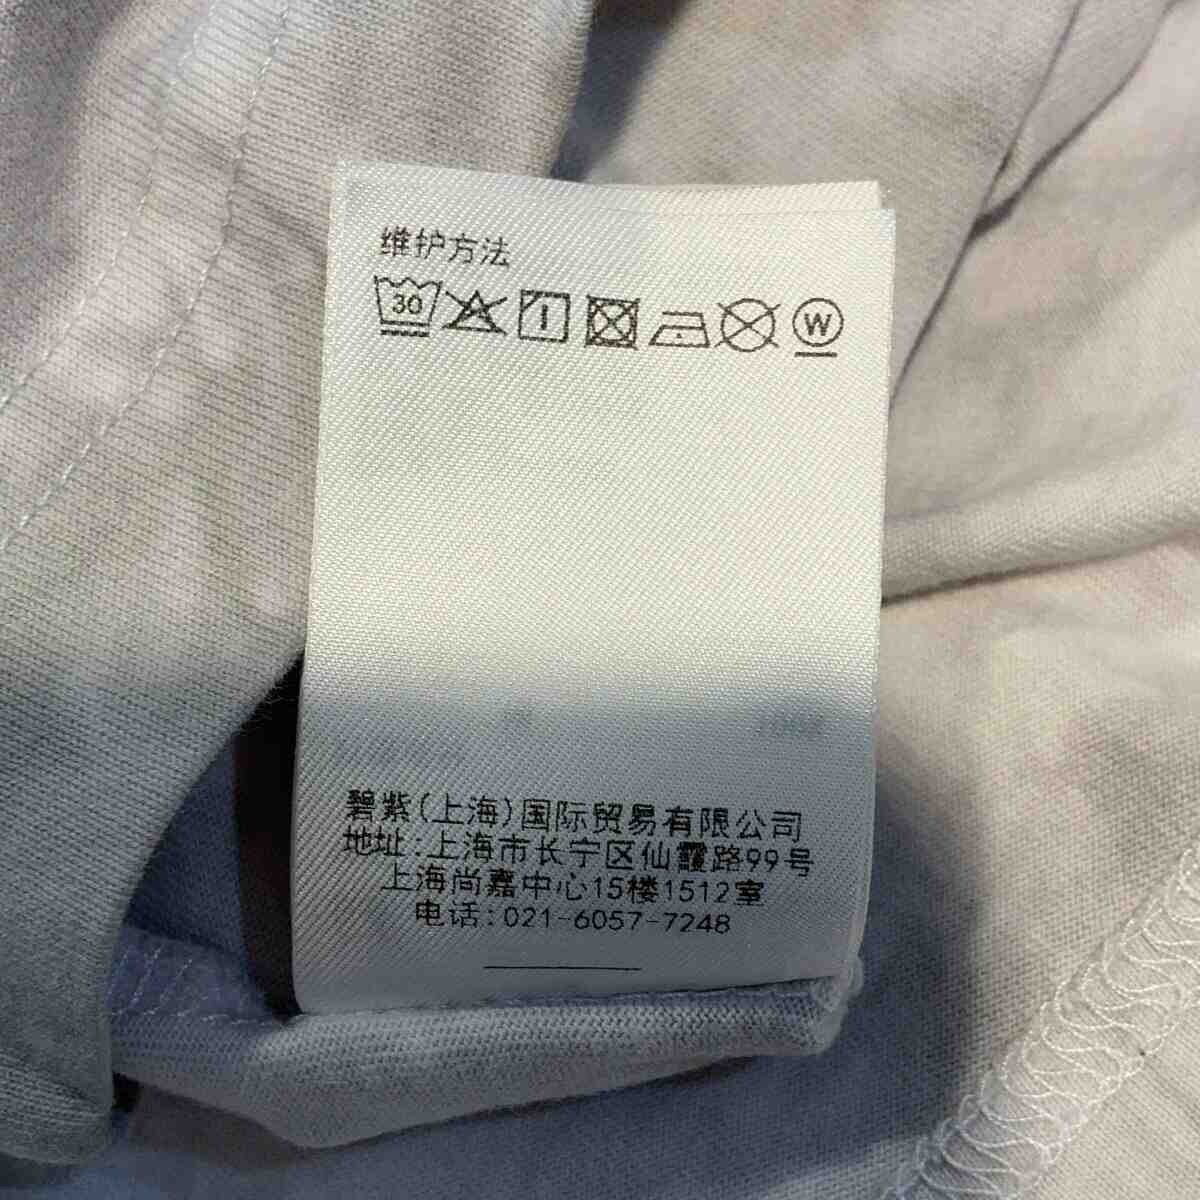 维护方法
30 W
碧紫(上海)国际贸易有限公司
地址:上海市长宁区仙霞路99号
上海尚嘉中心15楼1512室
电话:021-6057-7248